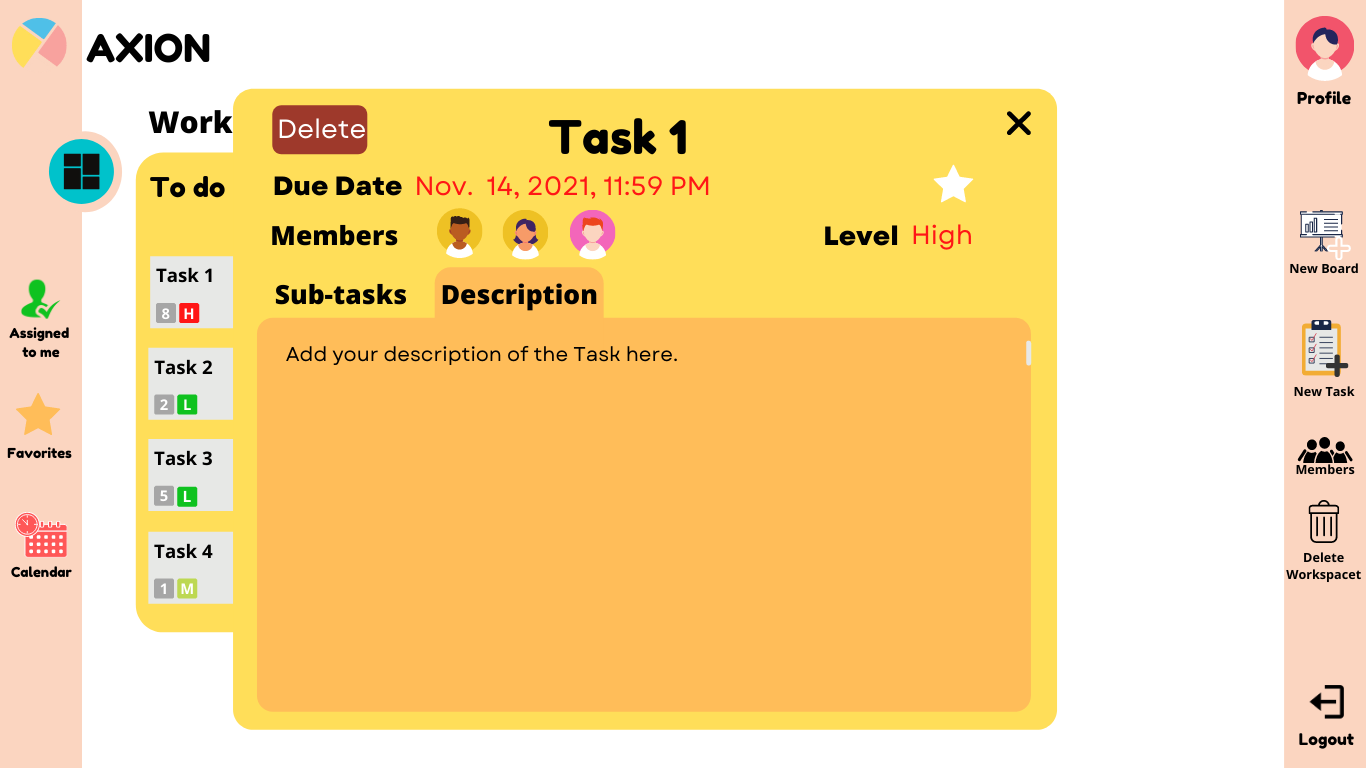 AXION
Profile
Work
Delete
Task 1
To do
Due Date Nov. 14, 2021, 11:59 PM
Members
Level High
Sub-tasks
Description
Add your description of the Task here.
Task 1
8 H
Task 2
2 L
Task 3
5 L
Task 4
1 M
Assigned
to me
Favorites
Calendar
New Board
New Task
Members
Delete
Workspacet
Logout